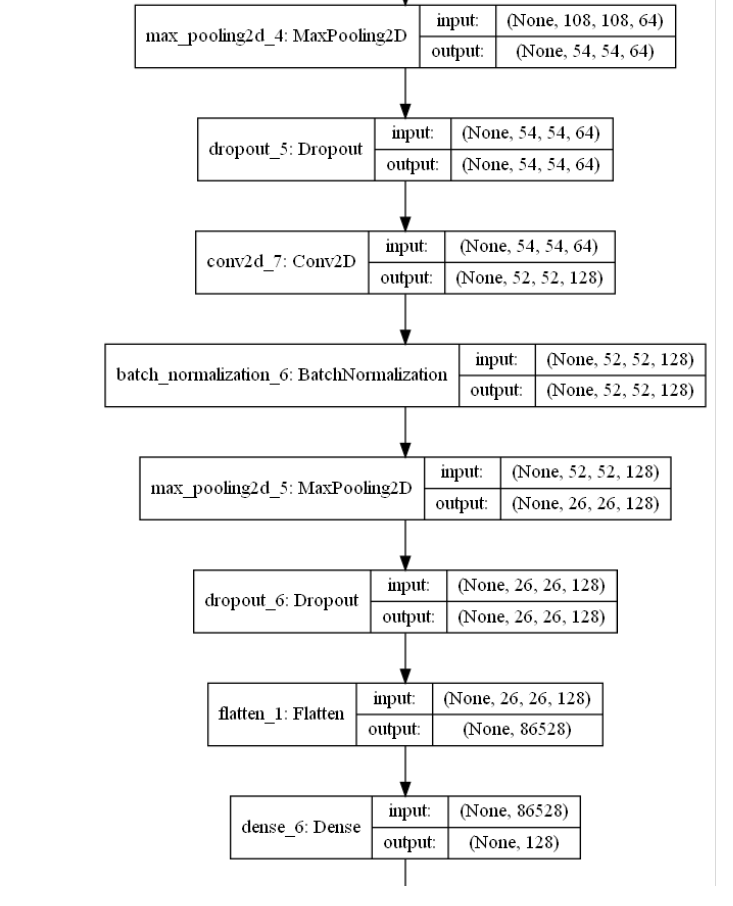 max_pooling2d_4: MaxPooling2D
input: (None, 108, 108, 64)
output: (None, 54, 54, 64)
dropout_5: Dropout
input: (None, 54, 54, 64)
output: (None, 54, 54, 64)
conv2d_7: Conv2D
input: (None, 54, 54, 64)
output: (None, 52, 52, 128)
batch_normalization_6: BatchNormalization
input: (None, 52, 52, 128)
output: (None, 52, 52, 128)
max_pooling2d_5: MaxPooling2D
input: (None, 52, 52, 128)
output: (None, 26, 26, 128)
dropout_6: Dropout
input: (None, 26, 26, 128)
output: (None, 26, 26, 128)
flatten_1: Flatten
input: (None, 26, 26, 128)
output: (None, 86528)
dense_6: Dense
input: (None, 86528)
output: (None, 128)